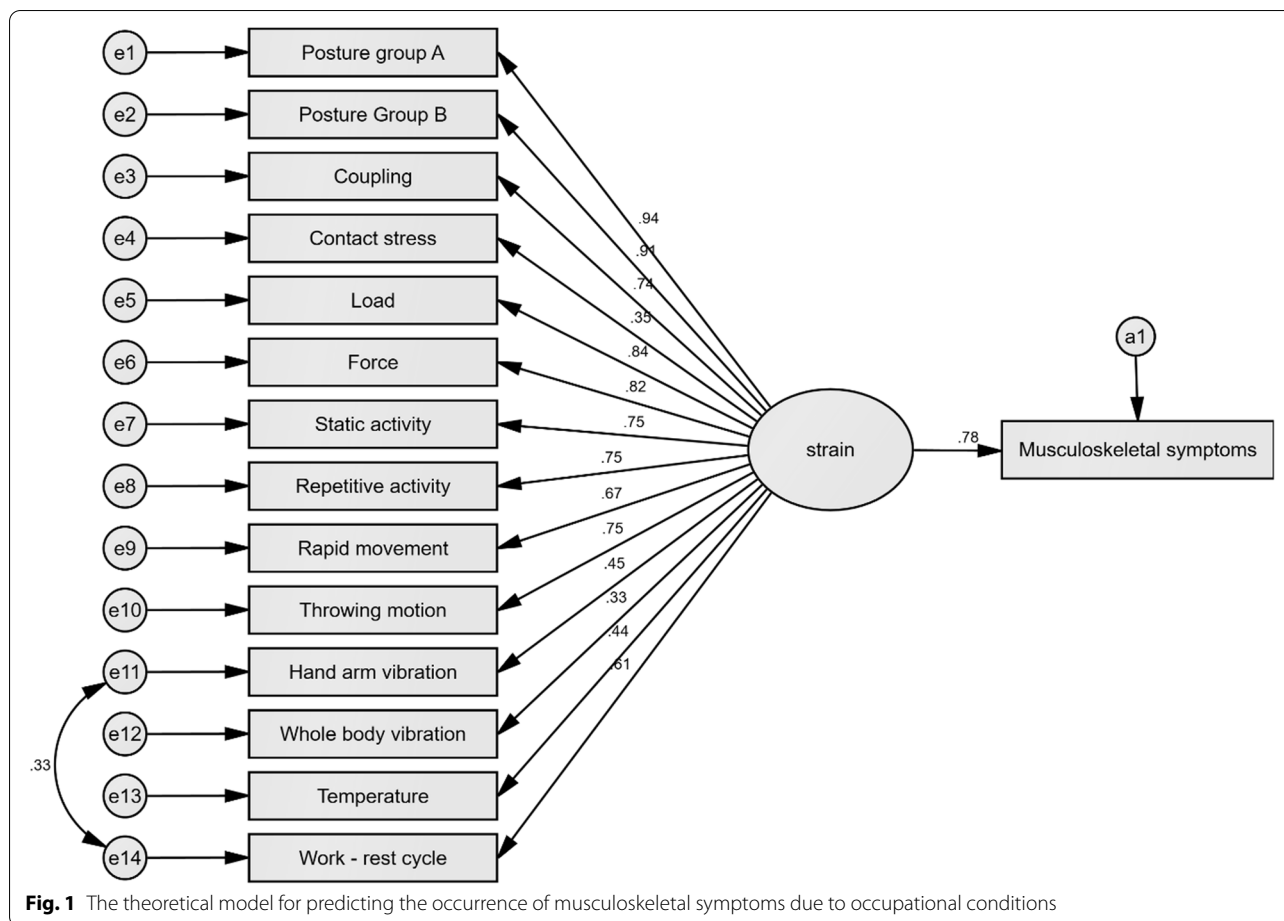 e1 Posture group A
e2 Posture Group B
e3 Coupling
e4 Contact stress
e5 Load
e6 Force
e7 Static activity
e8 Repetitive activity
e9 Rapid movement
e10 Throwing motion
e11 Hand arm vibration
e12 Whole body vibration
e13 Temperature
e14 Work - rest cycle
.33
.94
.91
.74
.35
.84
.82
.75
.75
.67
.75
.45
.33
.44
.61
strain
.78
a1
Musculoskeletal symptoms
Fig. 1 The theoretical model for predicting the occurrence of musculoskeletal symptoms due to occupational conditions